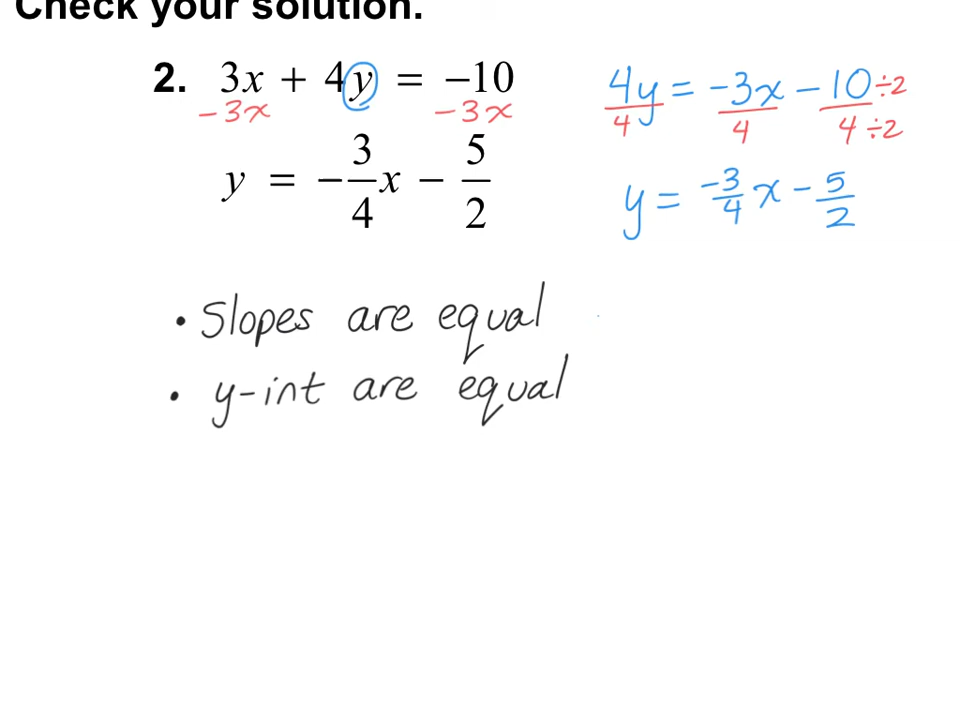 Check your solution.
2. 3x + 4y = −10
−3x −3x
y = −3/4x − 5/2
4y = −3x − 10 ÷2
4 4 4 ÷2
y = −3/4 x − 5/2
• Slopes are equal
• y-int are equal